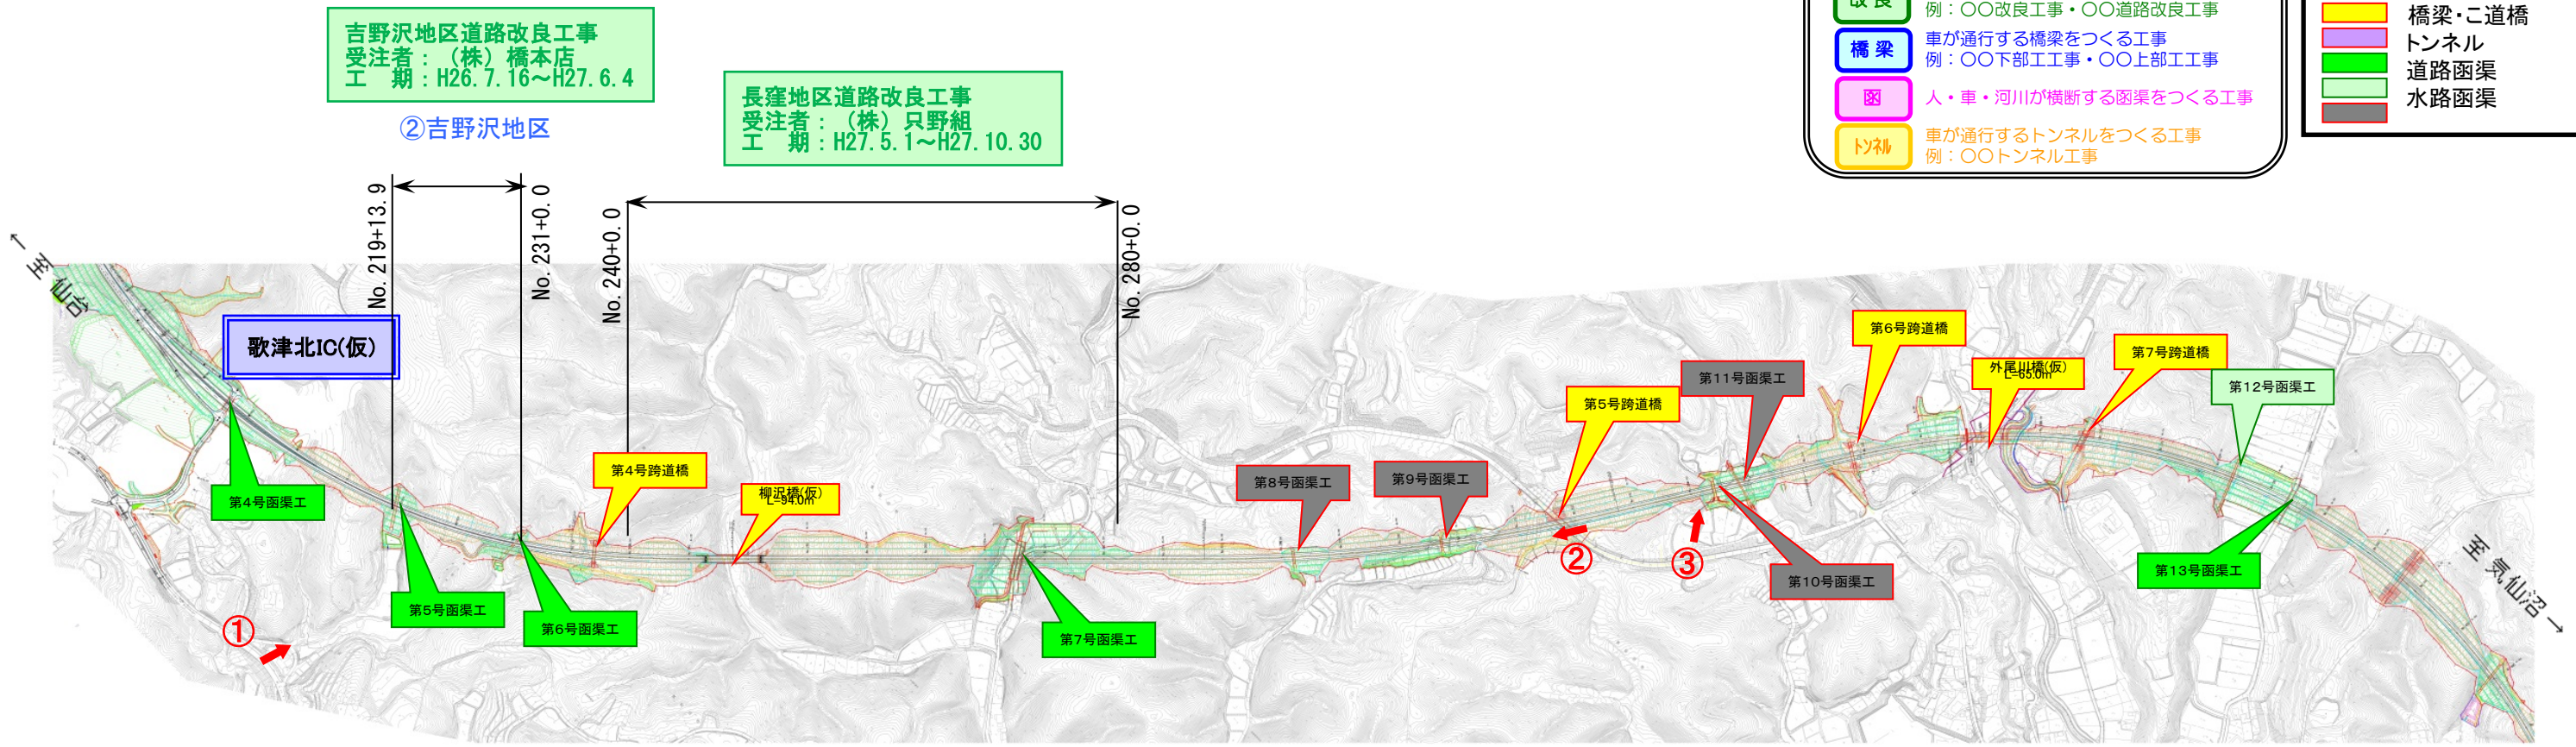 吉野沢地区道路改良工事
受注者：（株）橋本店
工　期：H26.7.16～H27.6.4
②吉野沢地区
長窪地区道路改良工事
受注者：（株）只野組
工　期：H27.5.1～H27.10.30
改 良
例：〇〇改良工事・〇〇道路改良工事
橋 梁
車が通行する橋梁をつくる工事
例：〇〇下部工工事・〇〇上部工工事
函
人・車・河川が横断する函渠をつくる工事
トンネル
車が通行するトンネルをつくる工事
例：〇〇トンネル工事
橋梁・こ道橋
トンネル
道路函渠
水路函渠
No.219+13.9
No.231+0.0
No.240+0.0
No.280+0.0
←至 仙台
歌津北IC(仮)
第4号函渠工
第5号函渠工
第6号函渠工
第4号跨道橋
柳沢橋(仮)
L=94.0m
第7号函渠工
第8号函渠工
第9号函渠工
第5号跨道橋
第11号函渠工
第10号函渠工
第6号跨道橋
外尾川橋(仮)
L=65.0m
第7号跨道橋
第12号函渠工
第13号函渠工
至 気仙沼→
①
②
③